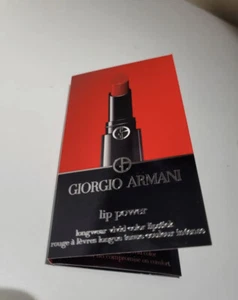 GIORGIO ARMANI
lip power
longwear vivid color lipstick
rouge à lèvres longue tenue couleur intense